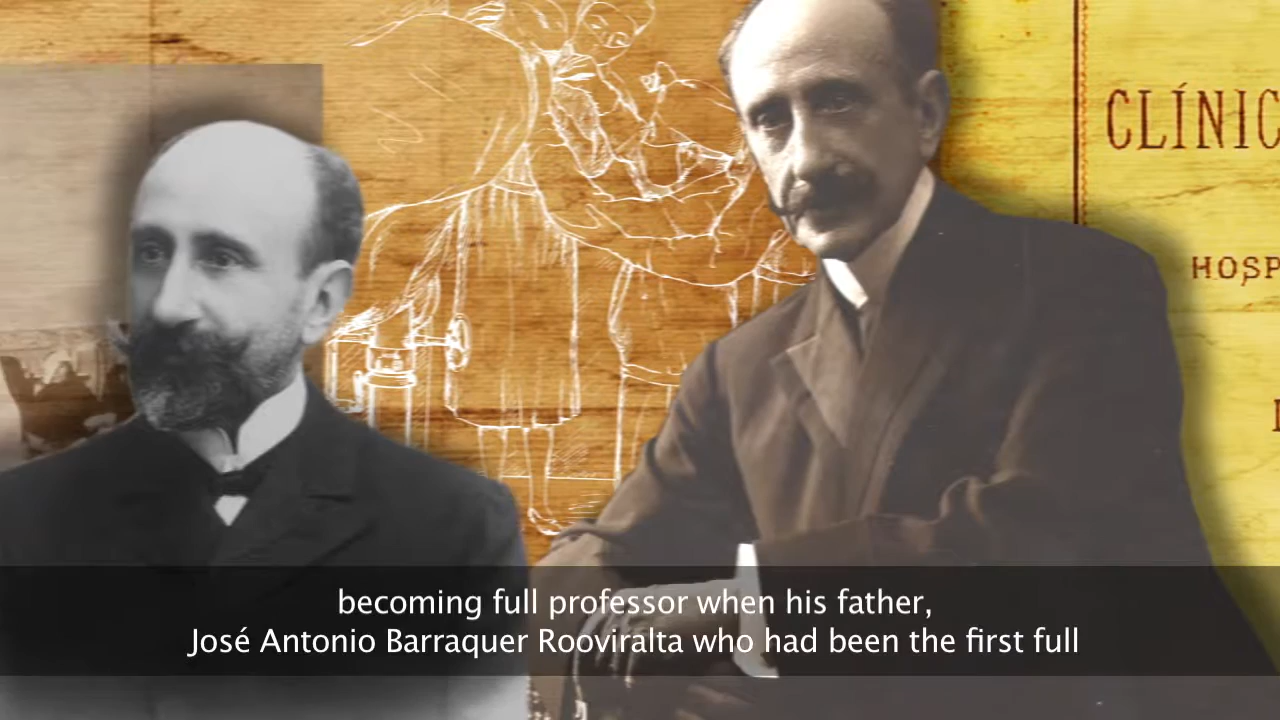 CLÍNIC
HOSP
becoming full professor when his father,
José Antonio Barraquer Rooviralta who had been the first full